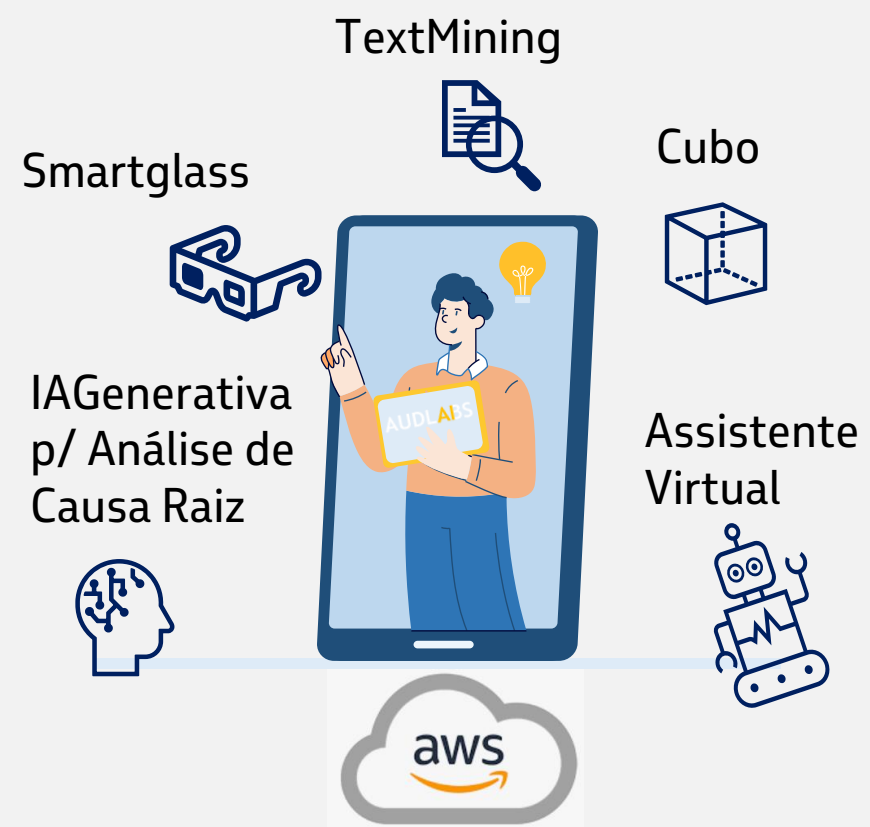 TextMining
Smartglass
Cubo
IAGenerativa
p/ Análise de
Causa Raiz
AUDLABS
Assistente
Virtual
aws